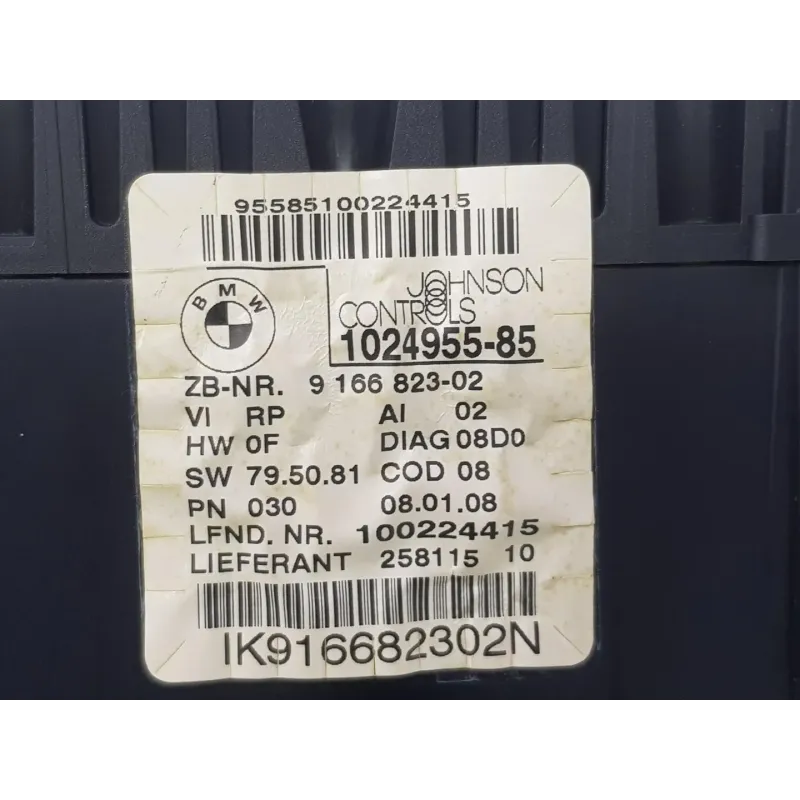 95585100224415
BMW
JOHNSON
CONTROLS
1024955-85
ZB-NR. 9 166 823-02
VI RP AI 02
HW 0F DIAG 08D0
SW 79.50.81 COD 08
PN 030 08.01.08
LFND. NR. 100224415
LIEFERANT 258115 10
IK916682302N